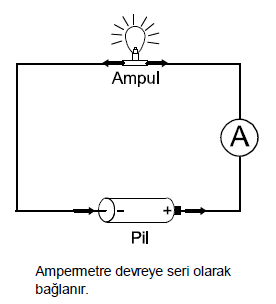 Ampul
A
- +
Pil
Ampermetre devreye seri olarak
bağlanır.